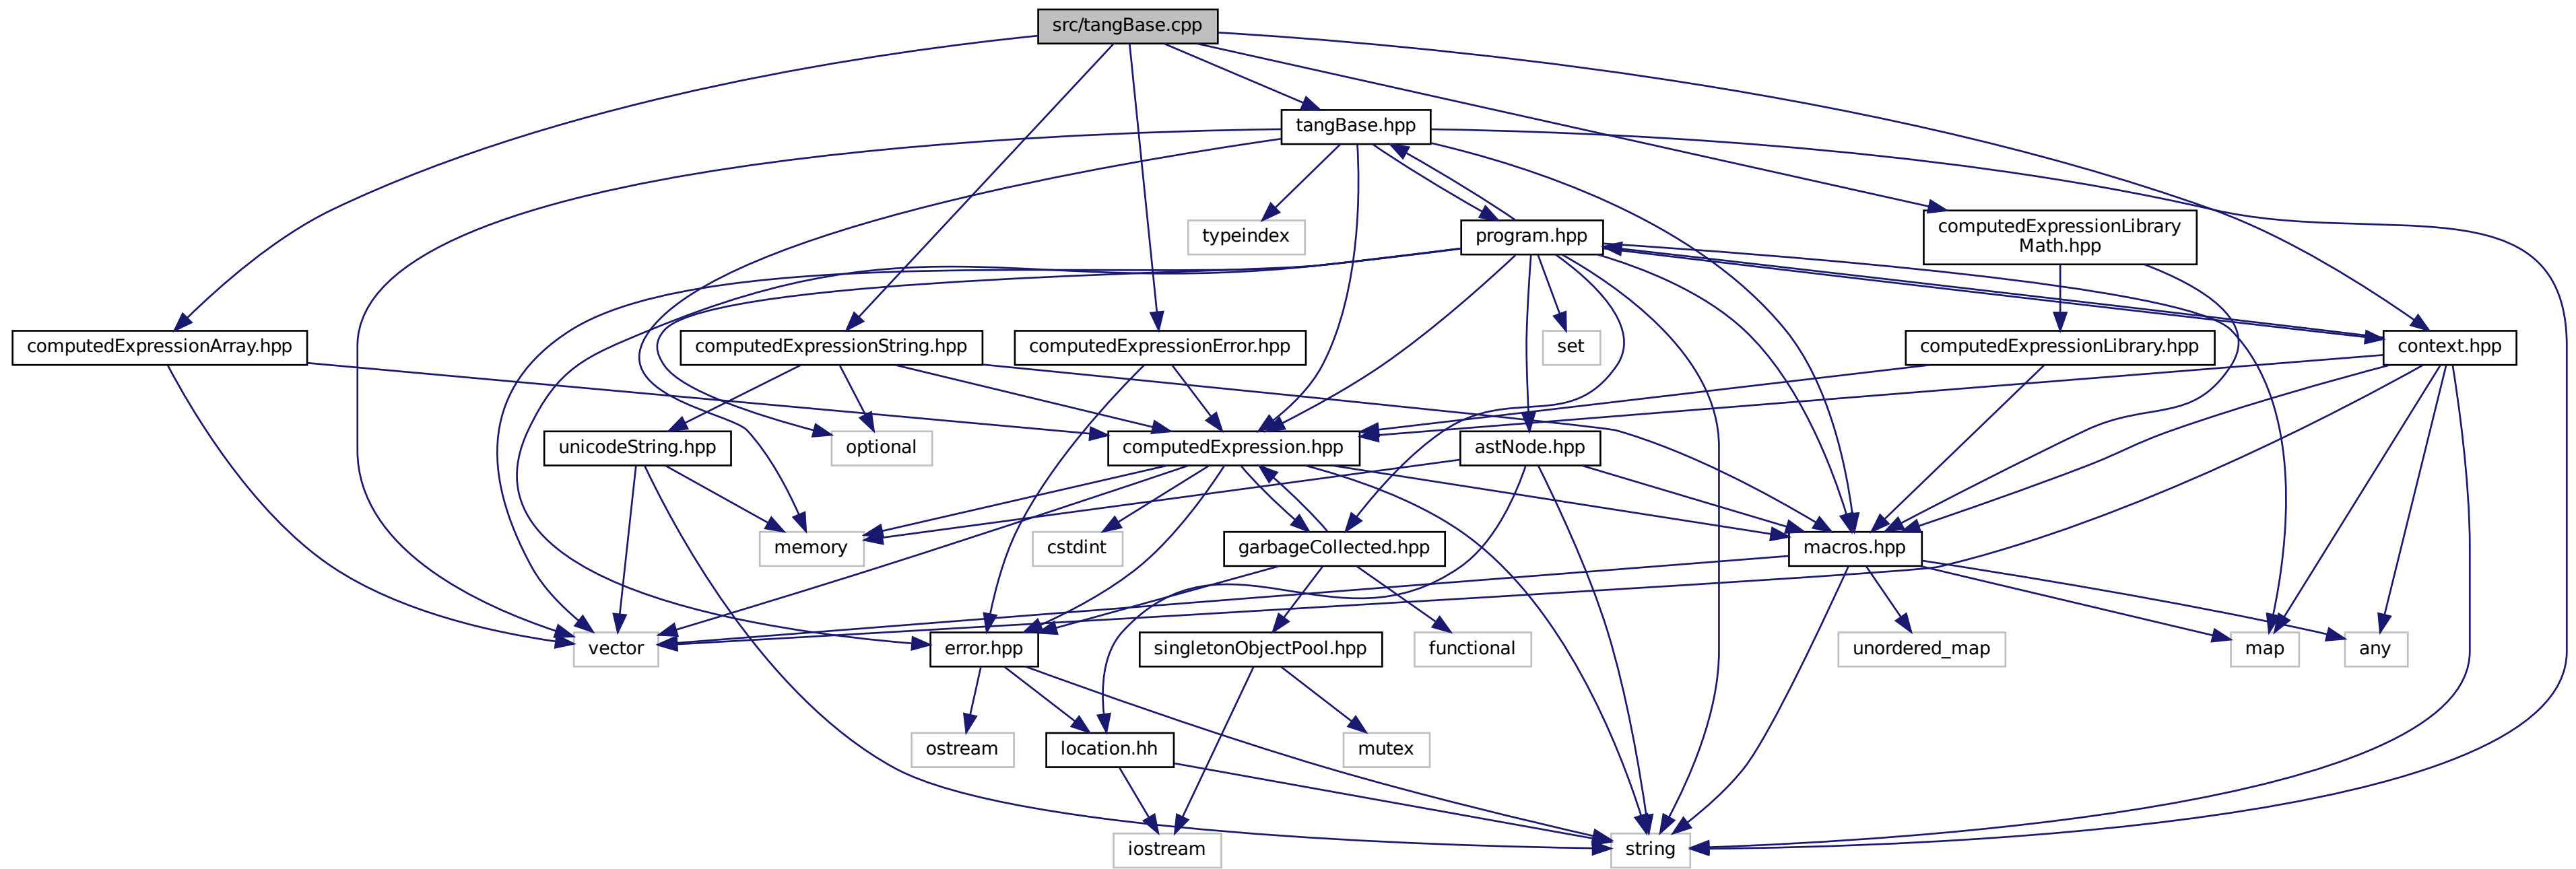 src/tangBase.cpp
tangBase.hpp
typeindex
program.hpp
computedExpressionLibrary
Math.hpp
computedExpressionArray.hpp
computedExpressionString.hpp
computedExpressionError.hpp
set
computedExpressionLibrary.hpp
context.hpp
unicodeString.hpp
optional
computedExpression.hpp
astNode.hpp
memory
cstdint
garbageCollected.hpp
macros.hpp
vector
error.hpp
singletonObjectPool.hpp
functional
unordered_map
map
any
ostream
location.hh
mutex
iostream
string